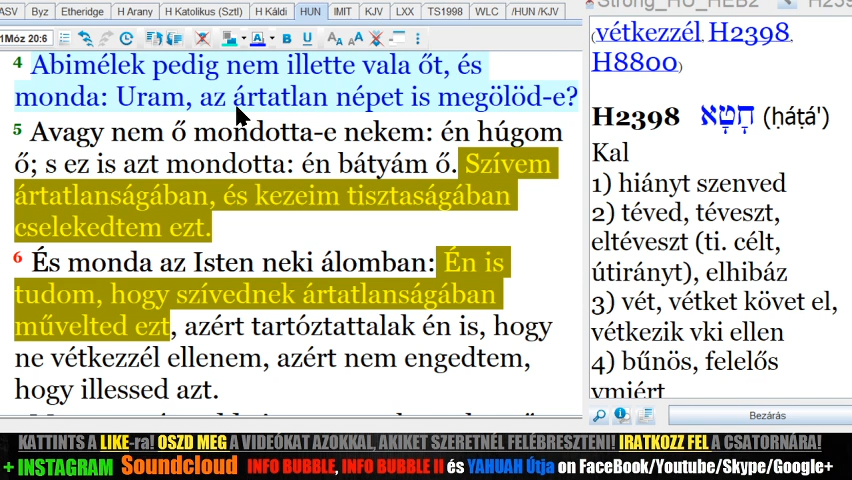 ASV Byz Etheridge H Arany H Katolikus (Sztl) H Káldi HUN IMIT KJV LXX TS1998 WLC /HUN /KJV
1Móz 20:6
4 Abimélek pedig nem illette vala őt, és
monda: Uram, az ártatlan népet is megölöd-e?
5 Avagy nem ő mondotta-e nekem: én húgom
ő; s ez is azt mondotta: én bátyám ő. Szívem
ártatlanságában, és kezeim tisztaságában
cselekedtem ezt.
6 És monda az Isten neki álomban: Én is
tudom, hogy szívednek ártatlanságában
művelted ezt, azért tartóztattalak én is, hogy
ne vétkezzél ellenem, azért nem engedtem,
hogy illessed azt.
Strong_HU_HEB2
(vétkezzél, H2398,
H8800)
H2398 חָטָא (ḥáṭá')
Kal
1) hiányt szenved
2) téved, téveszt,
eltéveszt (ti. célt,
útirányt), elhibáz
3) vét, vétket követ el,
vétkezik vki ellen
4) bűnös, felelős
vmiért
Bezárás
KATTINTS A LIKE-ra! OSZD MEG A VIDEÓKAT AZOKKAL, AKIKET SZERETNÉL FELÉBRESZTENI! IRATKOZZ FEL A CSATORNÁRA!
+ INSTAGRAM Soundcloud INFO BUBBLE, INFO BUBBLE II és YAHUAH Útja on FaceBook/Youtube/Skype/Google+